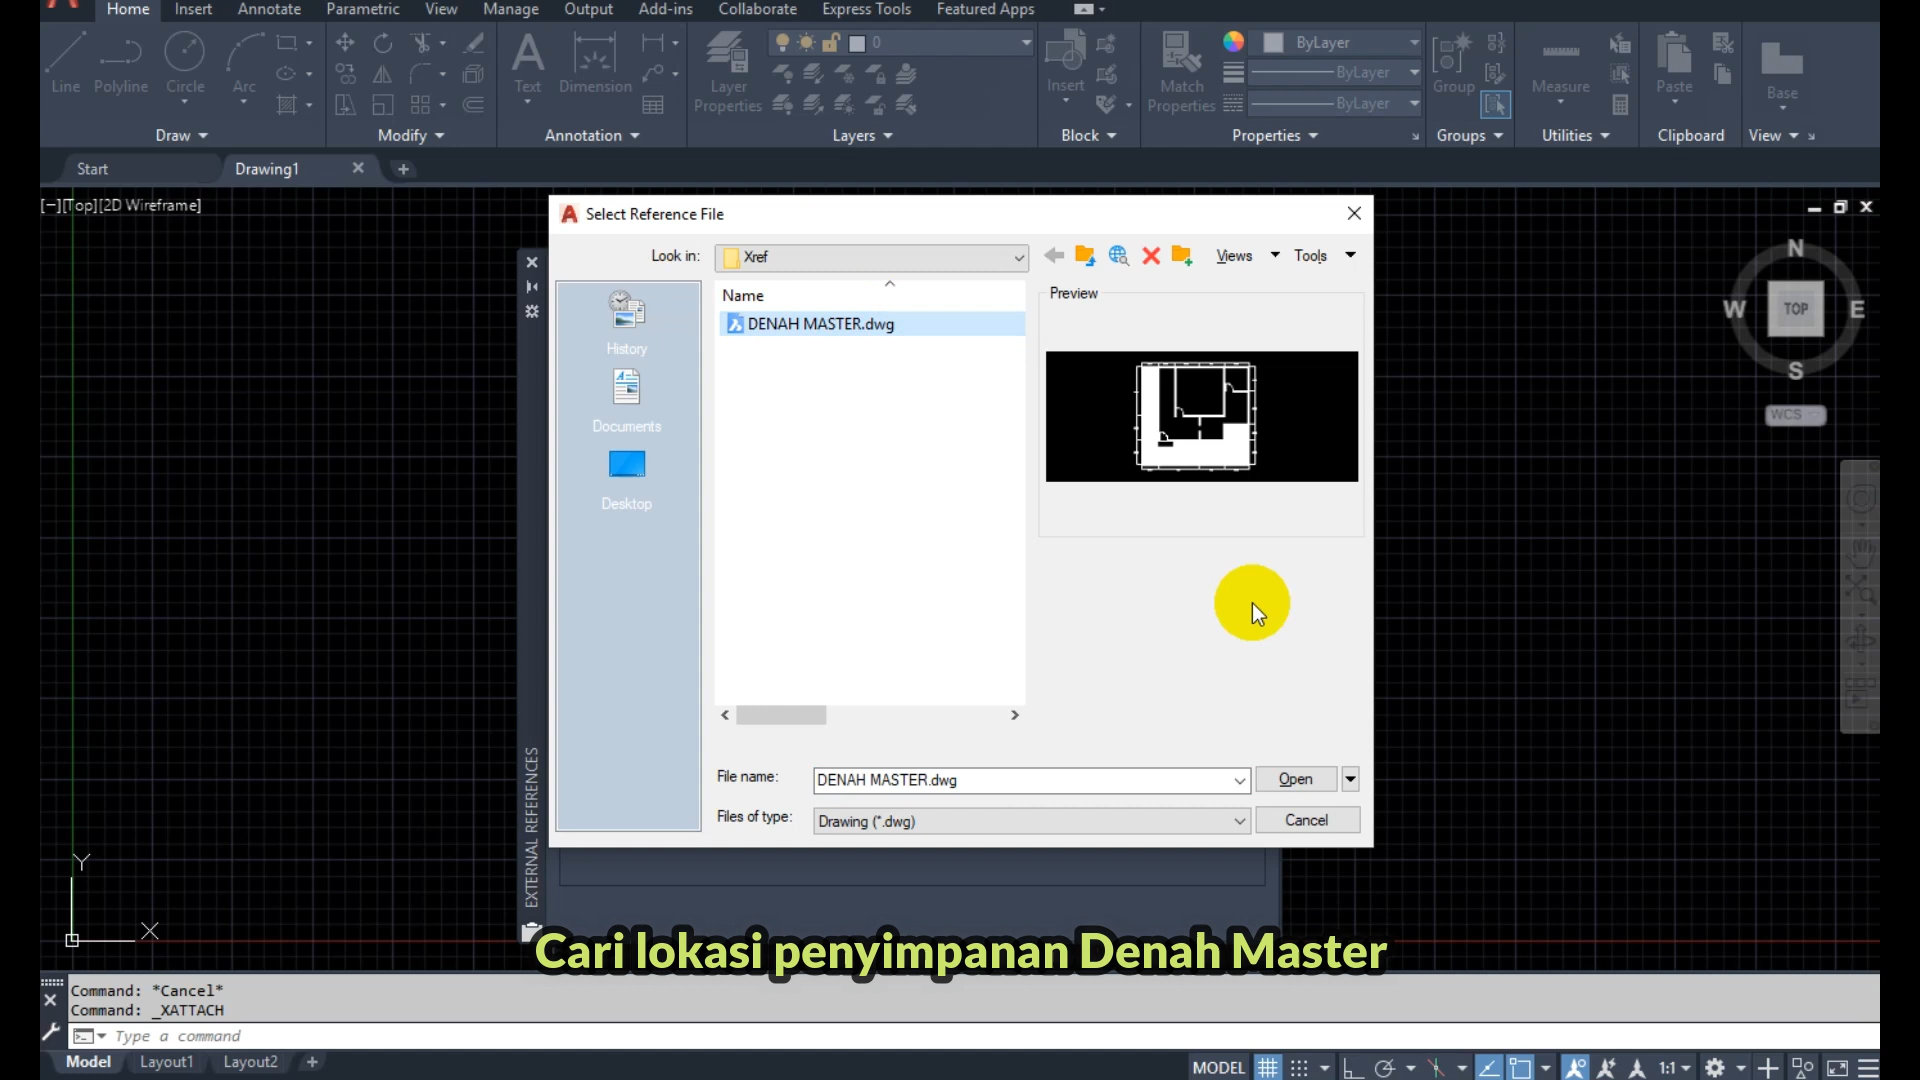 Home Insert Annotate Parametric View Manage Output Add-ins Collaborate Express Tools Featured Apps
0 ByLayer
ByLayer
ByLayer
Line Polyline Circle Arc Text Dimension Layer Properties Insert Match Properties Group Measure Paste Base
Draw Modify Annotation Layers Block Properties Groups Utilities Clipboard View
Start Drawing1
[−][Top][2D Wireframe]
Select Reference File
Look in: Xref Views Tools
Name Preview
DENAH MASTER.dwg
History
Documents
Desktop
File name: DENAH MASTER.dwg Open
Files of type: Drawing (*.dwg) Cancel
N
W TOP E
S
WCS
EXTERNAL REFERENCES
Y
X
Cari lokasi penyimpanan Denah Master
Command: *Cancel*
Command: _XATTACH
Type a command
Model Layout1 Layout2
MODEL 1:1